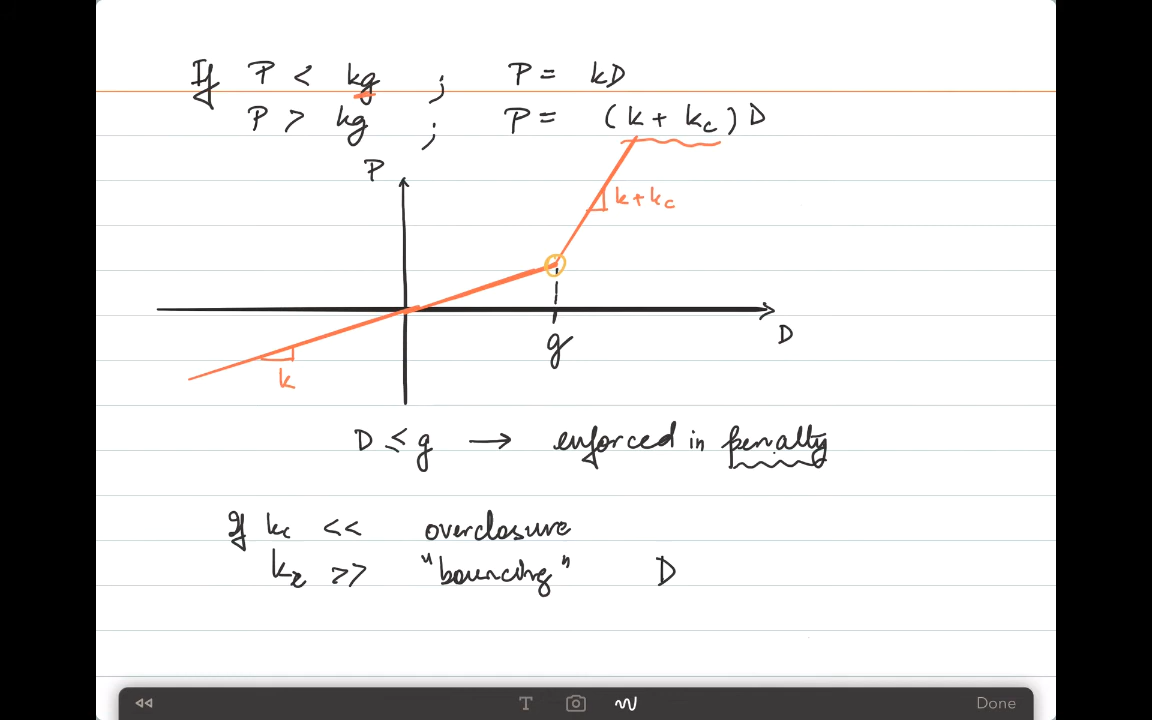 If P < kg ; P = kD
P > kg ; P = (k + kc) D
P
k + kc
D
g
k
D ≤ g → enforced in penalty
If kc << overclosure
kc >> "bouncing" D
T
Done